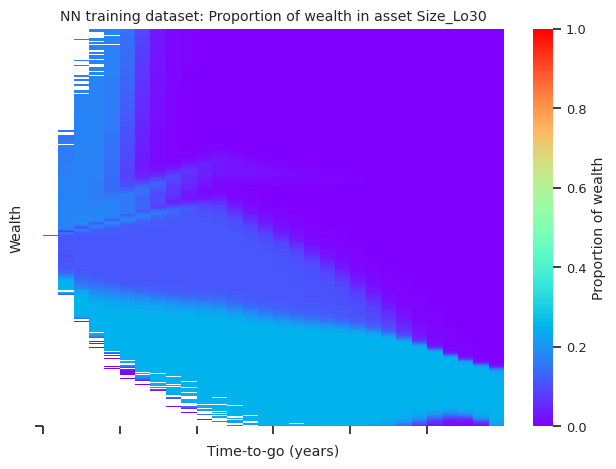 NN training dataset: Proportion of wealth in asset Size_Lo30
Wealth
Time-to-go (years)
1.0
0.8
0.6
0.4
0.2
0.0
Proportion of wealth